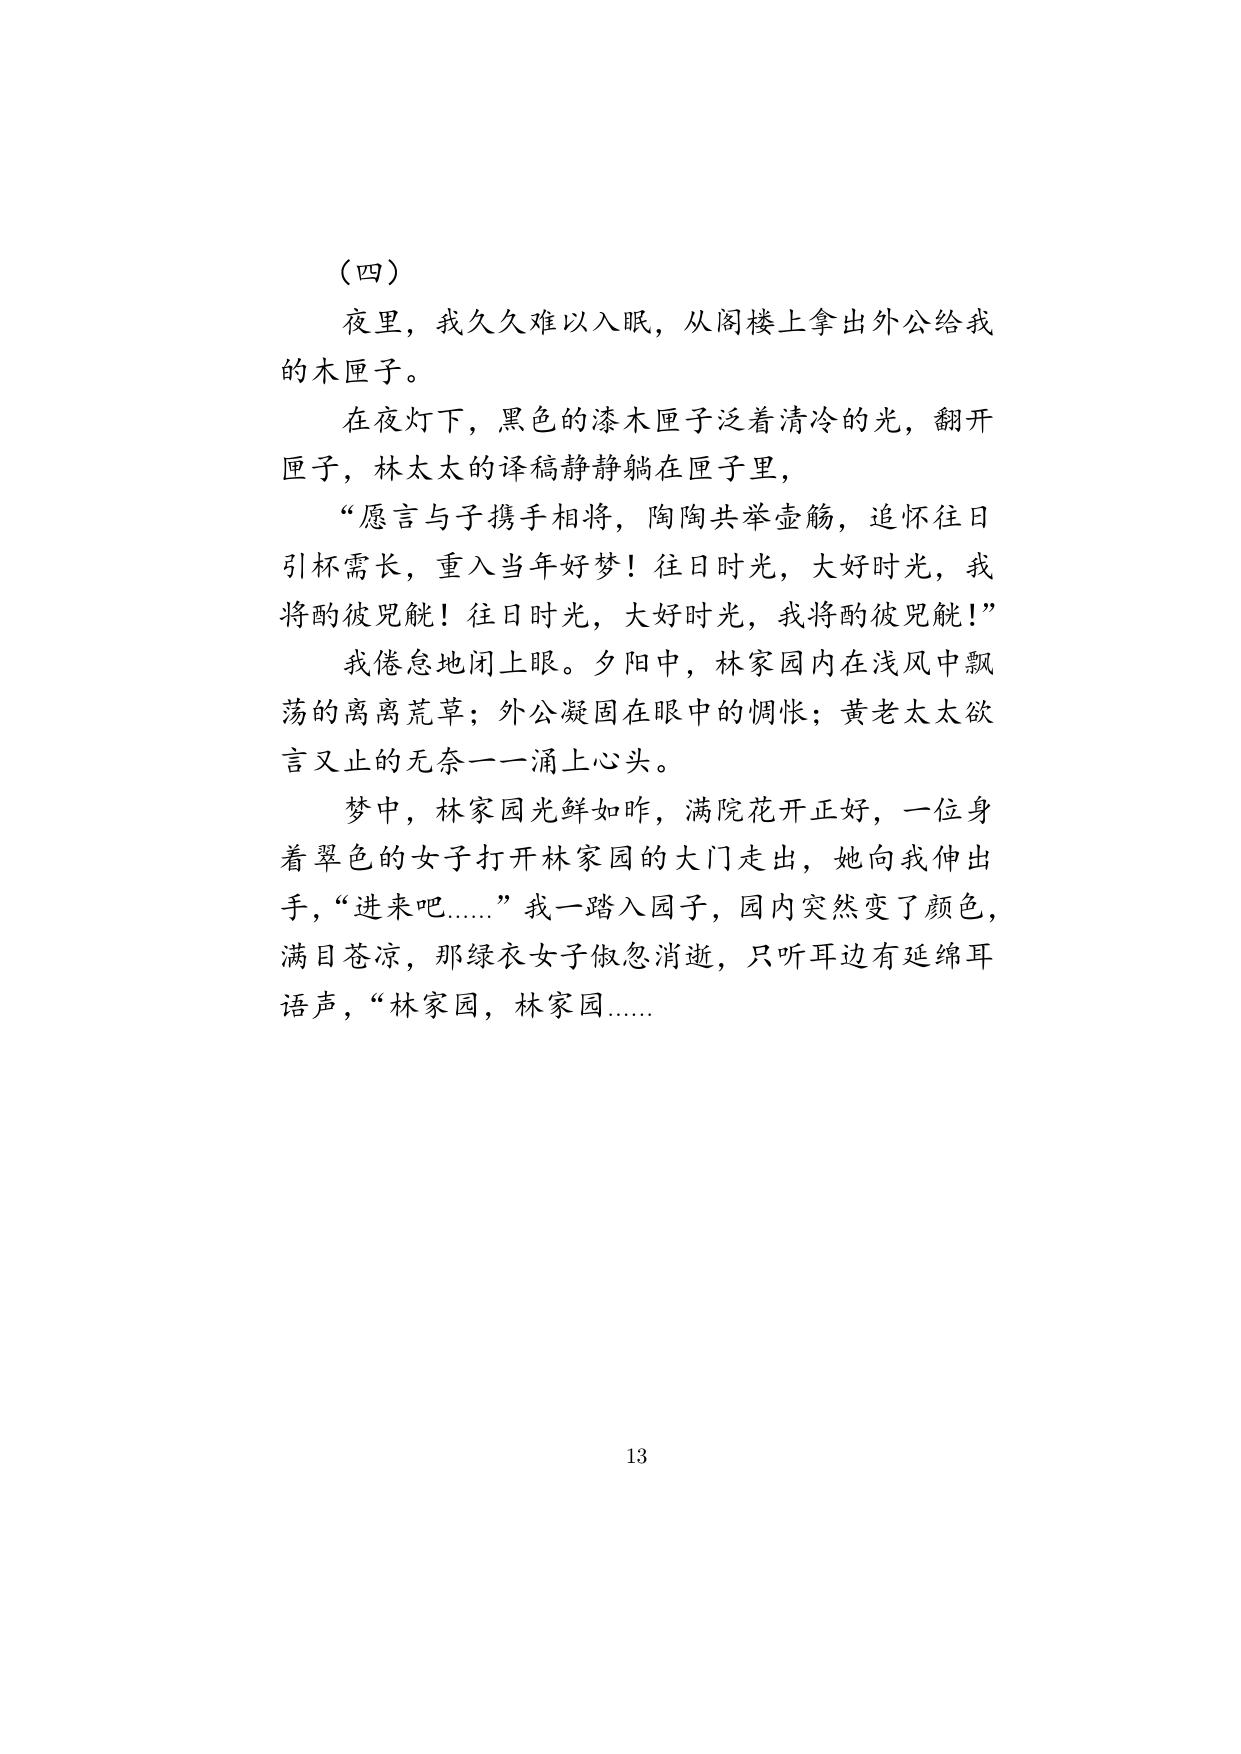 （四）
夜里，我久久难以入眠，从阁楼上拿出外公给我
的木匣子。
在夜灯下，黑色的漆木匣子泛着清冷的光，翻开
匣子，林太太的译稿静静躺在匣子里，
“愿言与子携手相将，陶陶共举壶觞，追怀往日
引杯需长，重入当年好梦！往日时光，大好时光，我
将酌彼兕觥！往日时光，大好时光，我将酌彼兕觥！”
我倦怠地闭上眼。夕阳中，林家园内在浅风中飘
荡的离离荒草；外公凝固在眼中的惆怅；黄老太太欲
言又止的无奈一一涌上心头。
梦中，林家园光鲜如昨，满院花开正好，一位身
着翠色的女子打开林家园的大门走出，她向我伸出
手，“进来吧……”我一踏入园子，园内突然变了颜色，
满目苍凉，那绿衣女子俶忽消逝，只听耳边有延绵耳
语声，“林家园，林家园……
13